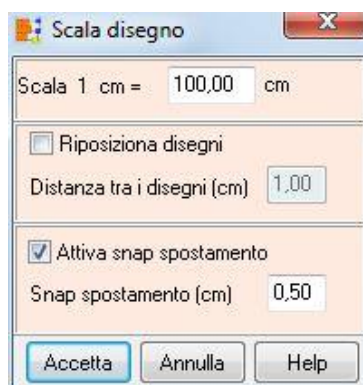 Scala disegno
Scala 1 cm = 100,00 cm
Riposiziona disegni
Distanza tra i disegni (cm) 1,00
Attiva snap spostamento
Snap spostamento (cm) 0,50
Accetta Annulla Help